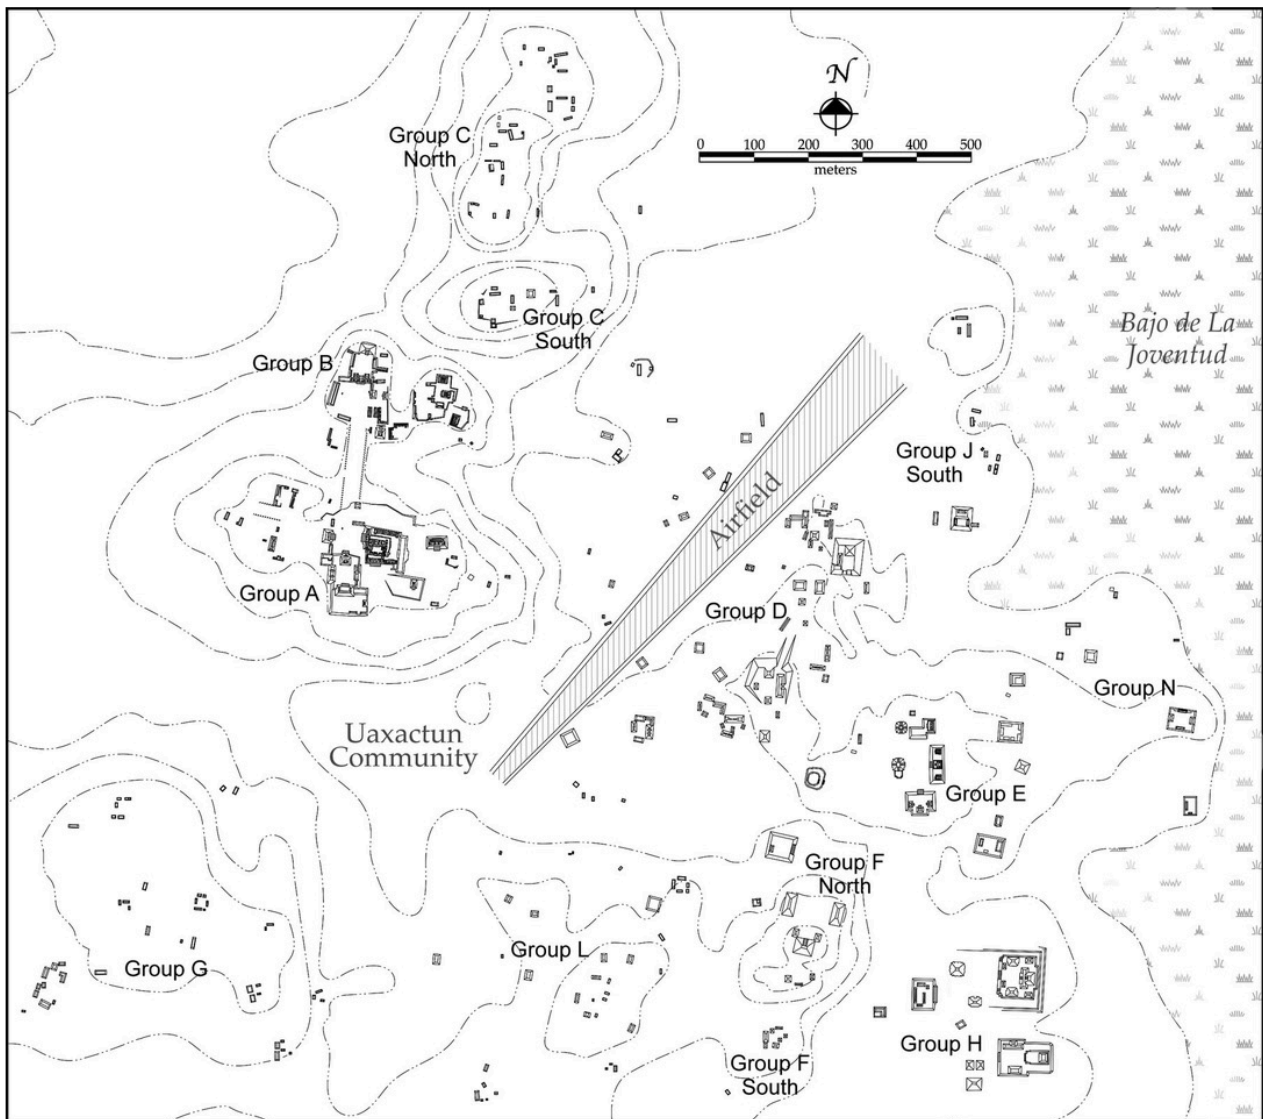 N
0 100 200 300 400 500
meters
Group C
North
Group C
South
Group B
Bajo de La
Joventud
Group J
South
Airfield
Group A
Group D
Group N
Uaxactun
Community
Group E
Group F
North
Group L
Group G
Group H
Group F
South